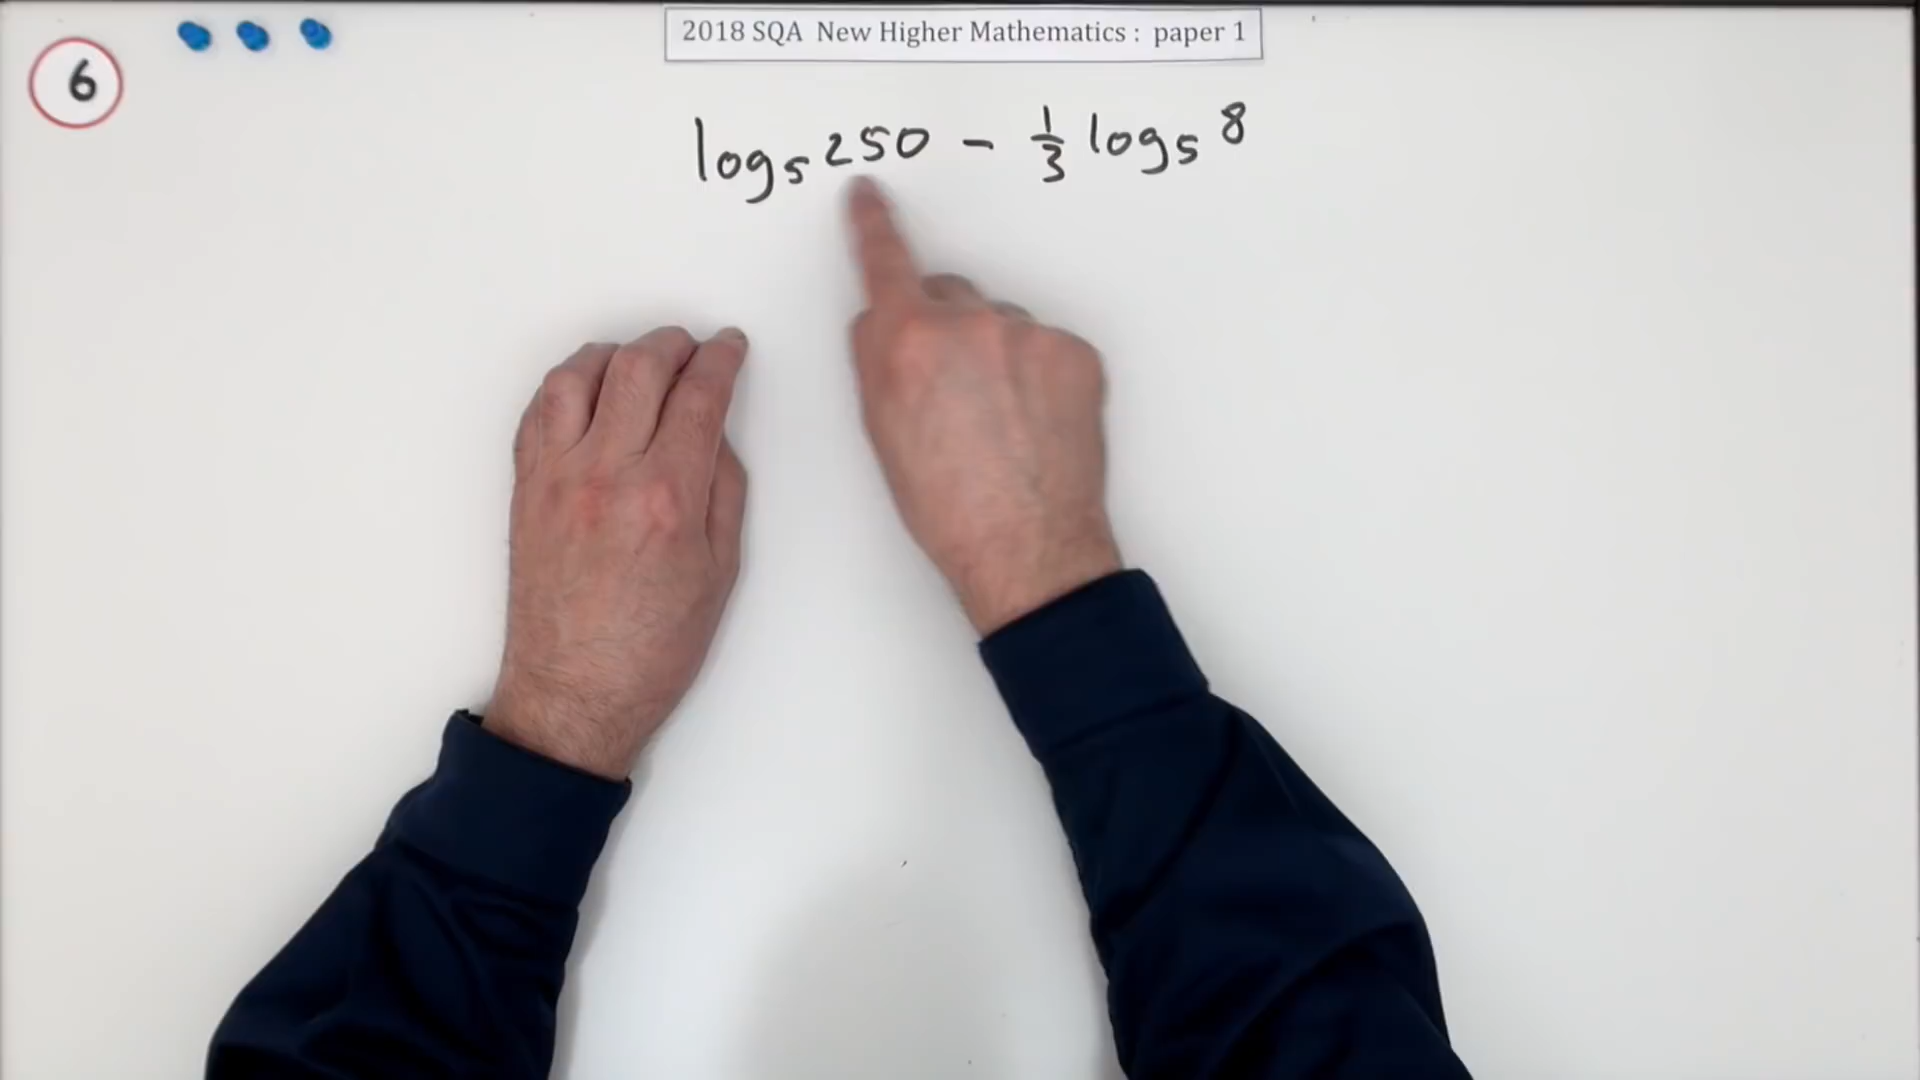 2018 SQA New Higher Mathematics : paper 1
6
log₅ 250 - ⅓ log₅ 8